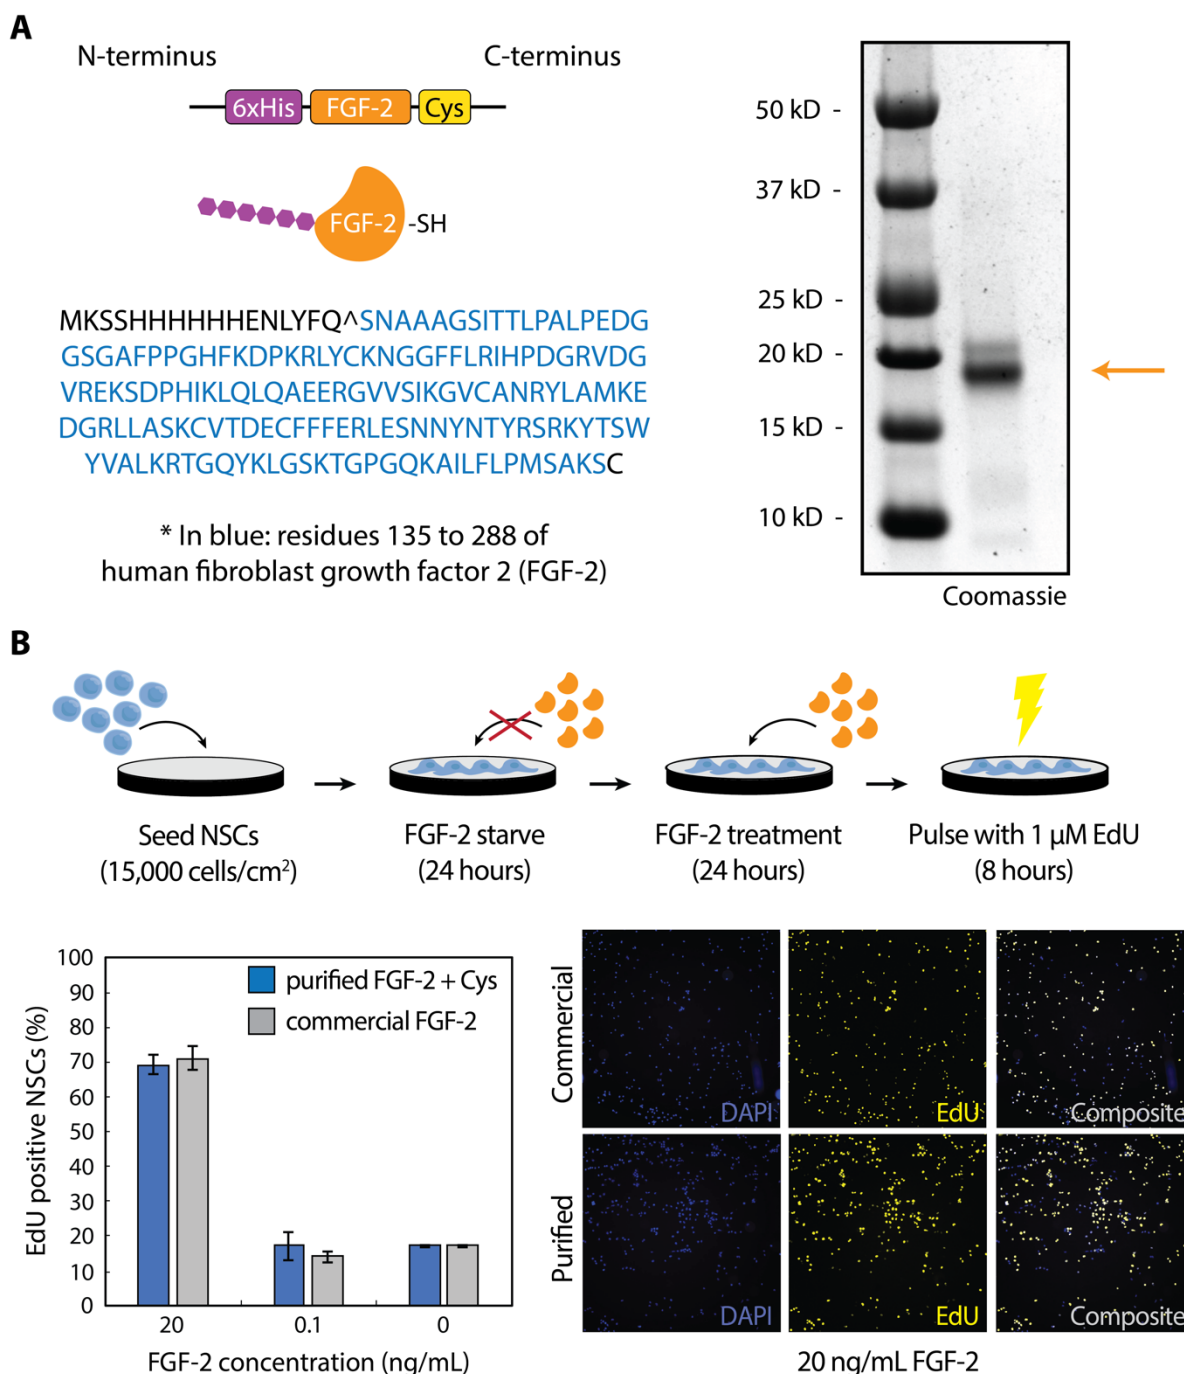 A
N-terminus
C-terminus
6xHis
FGF-2
Cys
FGF-2
-SH
MKSSHHHHHHENLYFQ^SNAAAGSITTLPALPEDG
GSGAFPPGHFKDPKRLYCKNGGFFLRIHPDGRVDG
VREKSDPHIKLQLQAEERGVVSIKGVCANRYLAMKE
DGRLLASKCVTDECFFFERLESNNYNTYRSRKYTSW
YVALKRTGQYKLGSKTGPGQKAILFLPMSAKSC
* In blue: residues 135 to 288 of
human fibroblast growth factor 2 (FGF-2)
50 kD -
37 kD -
25 kD -
20 kD -
15 kD -
10 kD -
Coomassie
B
Seed NSCs
(15,000 cells/cm²)
FGF-2 starve
(24 hours)
FGF-2 treatment
(24 hours)
Pulse with 1 μM EdU
(8 hours)
EdU positive NSCs (%)
100
90
80
70
60
50
40
30
20
10
0
purified FGF-2 + Cys
commercial FGF-2
20
0.1
0
FGF-2 concentration (ng/mL)
Commercial
DAPI
EdU
Composite
Purified
DAPI
EdU
Composite
20 ng/mL FGF-2